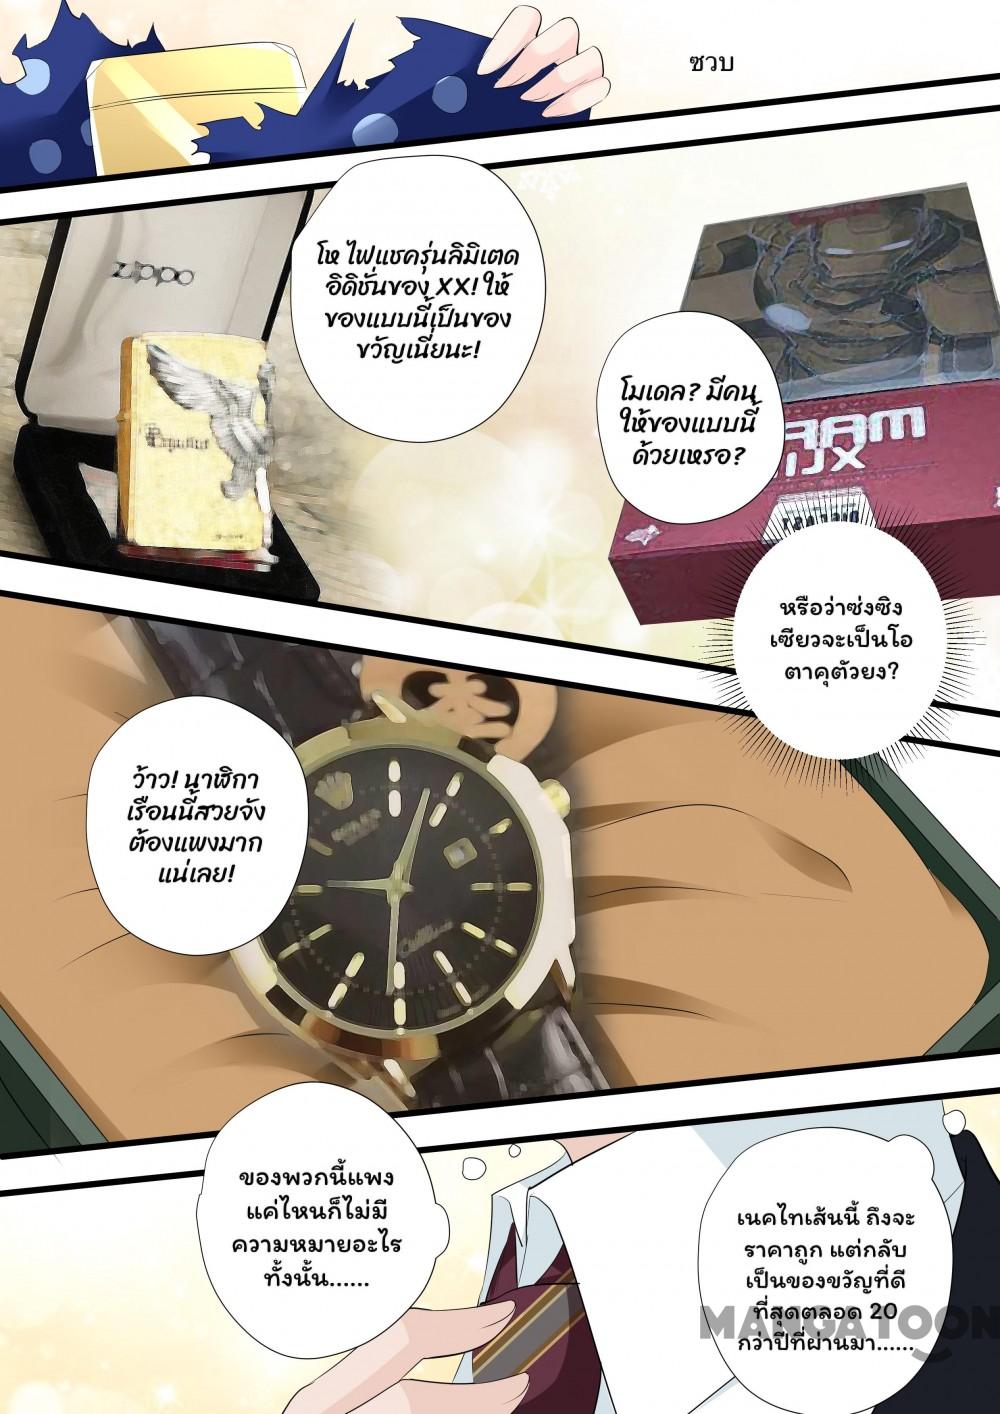 ซวบ
โห ไฟแชครุ่นลิมิเตด
อิดิชั่นของ XX! ให้
ของแบบนี้เป็นของ
ขวัญเนี่ยนะ!
zippo
โมเดล? มีคน
ให้ของแบบนี้
ด้วยเหรอ?
หรือว่าซ่งซิง
เซียวจะเป็นโอ
ตาคุตัวยง?
ว้าว! นาฬิกา
เรือนนี้สวยจัง
ต้องแพงมาก
แน่เลย!
ของพวกนี้แพง
แค่ไหนก็ไม่มี
ความหมายอะไร
ทั้งนั้น......
เนคไทเส้นนี้ ถึงจะ
ราคาถูก แต่กลับ
เป็นของขวัญที่ดี
ที่สุดตลอด 20
กว่าปีที่ผ่านมา......
MANGATOON